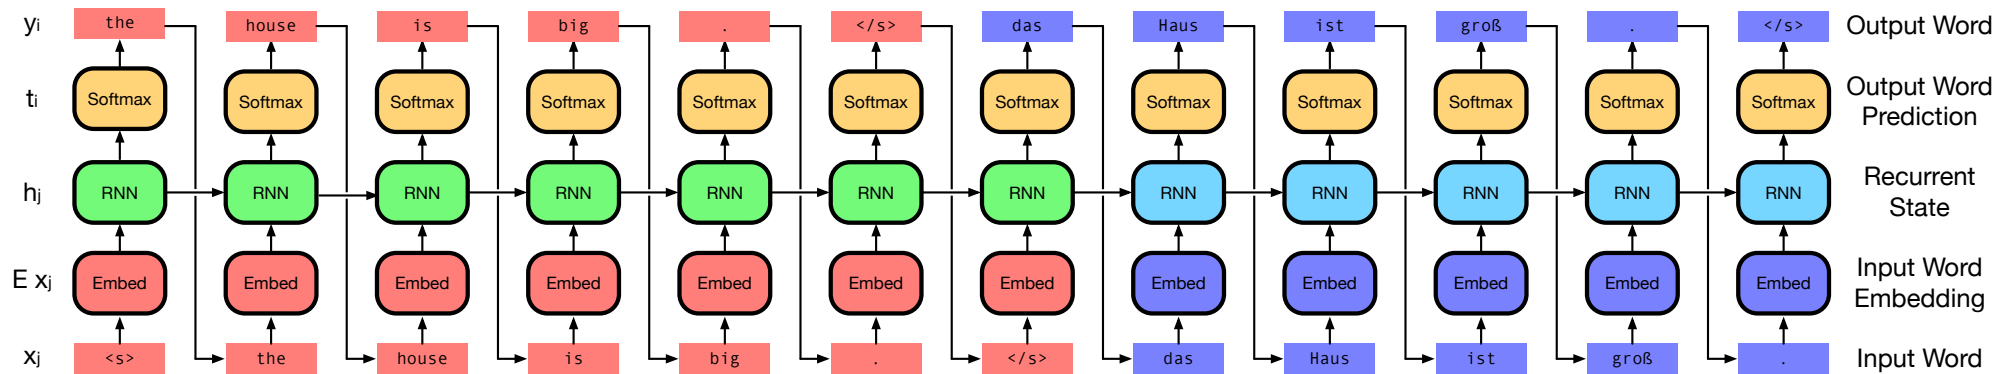 yi the house is big . </s> das Haus ist groß . </s> Output Word
ti Softmax Softmax Softmax Softmax Softmax Softmax Softmax Softmax Softmax Softmax Softmax Softmax Output Word
Prediction
hj RNN RNN RNN RNN RNN RNN RNN RNN RNN RNN RNN RNN Recurrent
State
E xj Embed Embed Embed Embed Embed Embed Embed Embed Embed Embed Embed Embed Input Word
Embedding
xj <s> the house is big . </s> das Haus ist groß . Input Word